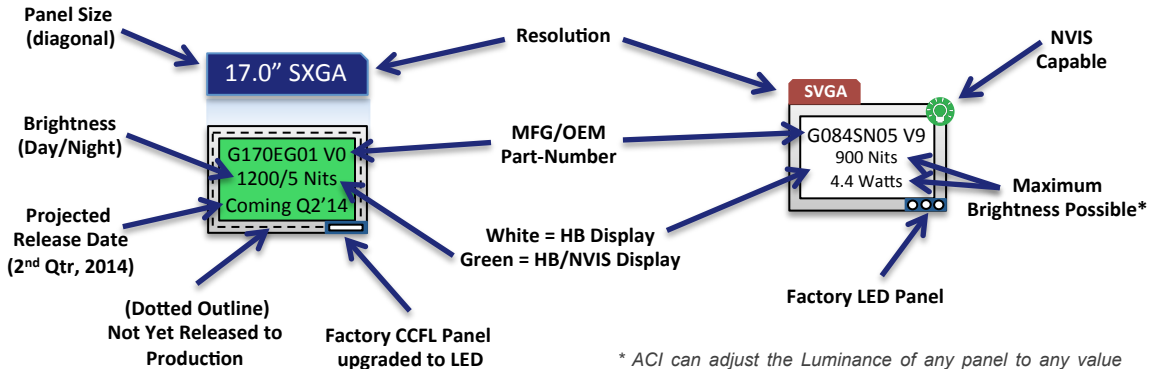 Panel Size
(diagonal)
17.0” SXGA
Resolution
NVIS
Capable
SVGA
Brightness
(Day/Night)
G170EG01 V0
1200/5 Nits
Coming Q2’14
MFG/OEM
Part-Number
G084SN05 V9
900 Nits
4.4 Watts
Maximum
Brightness Possible*
Projected
Release Date
(2nd Qtr, 2014)
White = HB Display
Green = HB/NVIS Display
(Dotted Outline)
Not Yet Released to
Production
Factory CCFL Panel
upgraded to LED
Factory LED Panel
* ACI can adjust the Luminance of any panel to any value